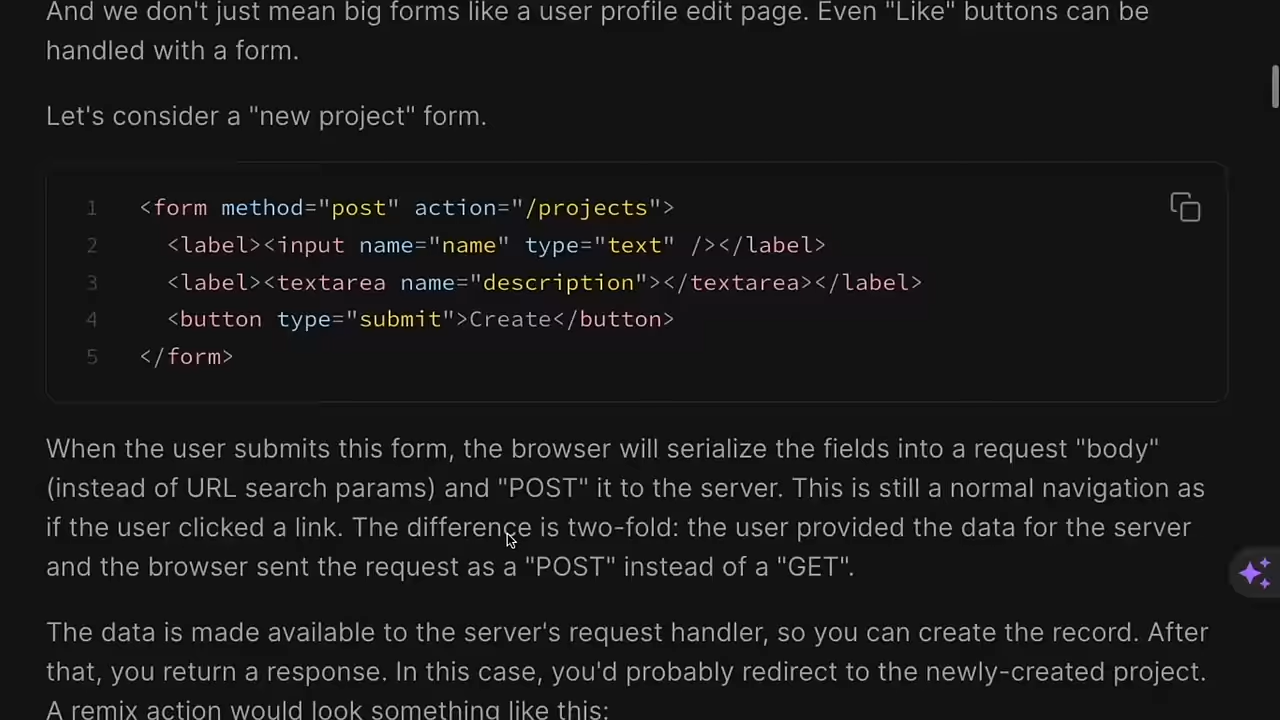 And we don't just mean big forms like a user profile edit page. Even "Like" buttons can be
handled with a form.
Let's consider a "new project" form.
1 <form method="post" action="/projects">
2 <label><input name="name" type="text" /></label>
3 <label><textarea name="description"></textarea></label>
4 <button type="submit">Create</button>
5 </form>
When the user submits this form, the browser will serialize the fields into a request "body"
(instead of URL search params) and "POST" it to the server. This is still a normal navigation as
if the user clicked a link. The difference is two-fold: the user provided the data for the server
and the browser sent the request as a "POST" instead of a "GET".
The data is made available to the server's request handler, so you can create the record. After
that, you return a response. In this case, you'd probably redirect to the newly-created project.
A remix action would look something like this: